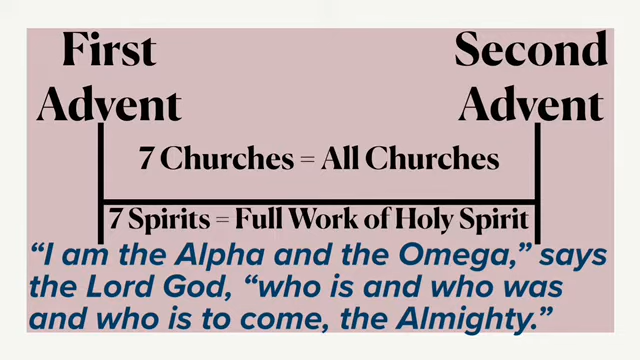 First Second
Advent Advent
7 Churches = All Churches
7 Spirits = Full Work of Holy Spirit
“I am the Alpha and the Omega,” says
the Lord God, “who is and who was
and who is to come, the Almighty.”